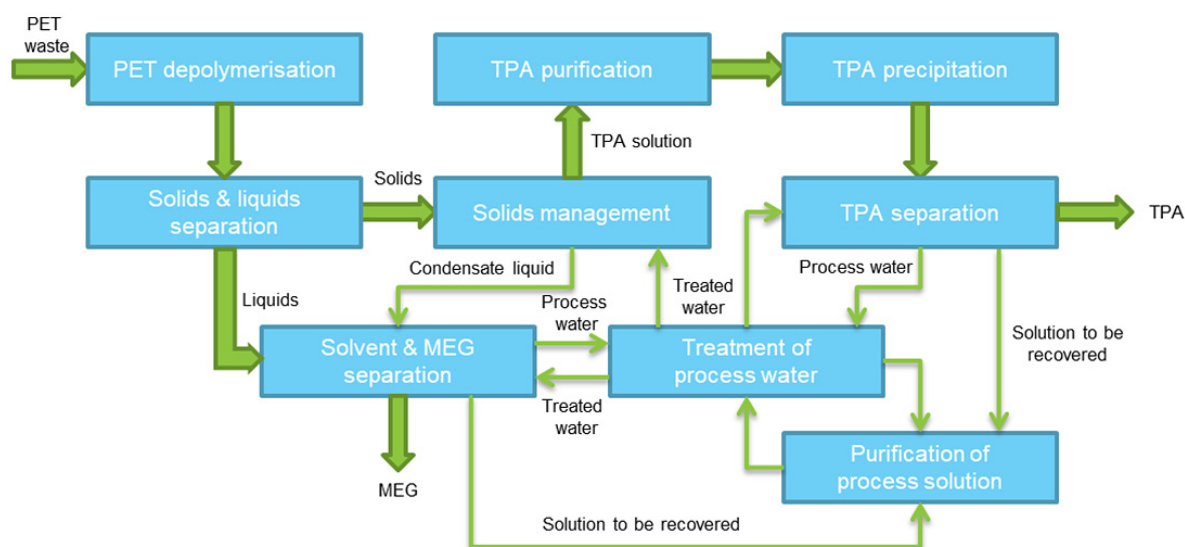 PET
waste
PET depolymerisation
TPA purification
TPA precipitation
TPA solution
Solids
Solids & liquids
separation
Solids management
TPA separation
TPA
Condensate liquid
Process water
Liquids
Process
water
Treated
water
Solvent & MEG
separation
Treatment of
process water
Solution to be
recovered
Treated
water
MEG
Purification of
process solution
Solution to be recovered